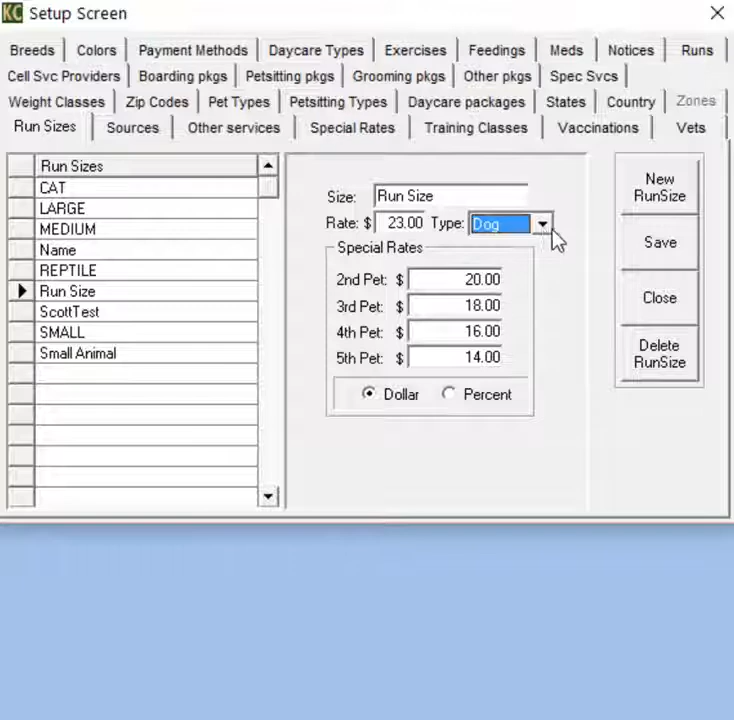 KC Setup Screen
Breeds Colors Payment Methods Daycare Types Exercises Feedings Meds Notices Runs
Cell Svc Providers Boarding pkgs Petsitting pkgs Grooming pkgs Other pkgs Spec Svcs
Weight Classes Zip Codes Pet Types Petsitting Types Daycare packages States Country Zones
Run Sizes Sources Other services Special Rates Training Classes Vaccinations Vets
Run Sizes
CAT
LARGE
MEDIUM
Name
REPTILE
Run Size
ScottTest
SMALL
Small Animal
Size: Run Size
Rate: $ 23.00 Type: Dog
Special Rates
2nd Pet: $ 20.00
3rd Pet: $ 18.00
4th Pet: $ 16.00
5th Pet: $ 14.00
Dollar Percent
New
RunSize
Save
Close
Delete
RunSize